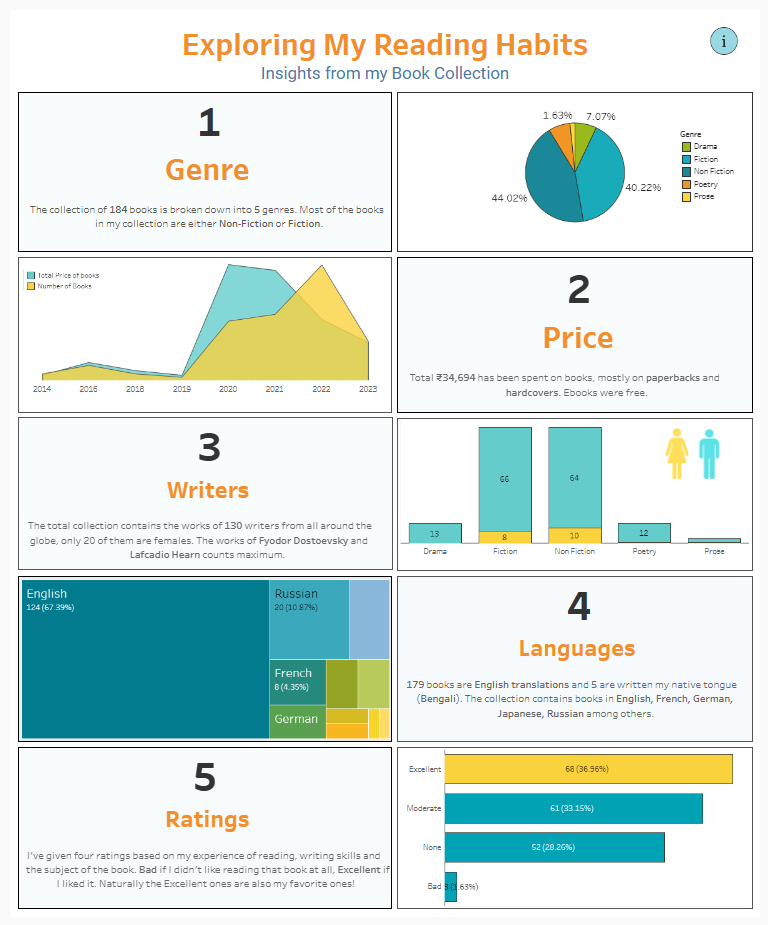 Exploring My Reading Habits
Insights from my Book Collection
i
1
Genre
The collection of 184 books is broken down into 5 genres. Most of the books
in my collection are either Non-Fiction or Fiction.
1.63%
7.07%
40.22%
44.02%
Genre
Drama
Fiction
Non Fiction
Poetry
Prose
Total Price of books
Number of Books
2014 2016 2018 2019 2020 2021 2022 2023
2
Price
Total ₹34,694 has been spent on books, mostly on paperbacks and
hardcovers. Ebooks were free.
3
Writers
The total collection contains the works of 130 writers from all around the
globe, only 20 of them are females. The works of Fyodor Dostoevsky and
Lafcadio Hearn counts maximum.
66
64
13
8
10
12
Drama Fiction Non Fiction Poetry Prose
English
124 (67.39%)
Russian
20 (10.87%)
French
8 (4.35%)
German
4
Languages
179 books are English translations and 5 are written my native tongue
(Bengali). The collection contains books in English, French, German,
Japanese, Russian among others.
5
Ratings
I've given four ratings based on my experience of reading, writing skills and
the subject of the book. Bad if I didn't like reading that book at all, Excellent if
I liked it. Naturally the Excellent ones are also my favorite ones!
Excellent 68 (36.96%)
Moderate 61 (33.15%)
None 52 (28.26%)
Bad 3 (1.63%)